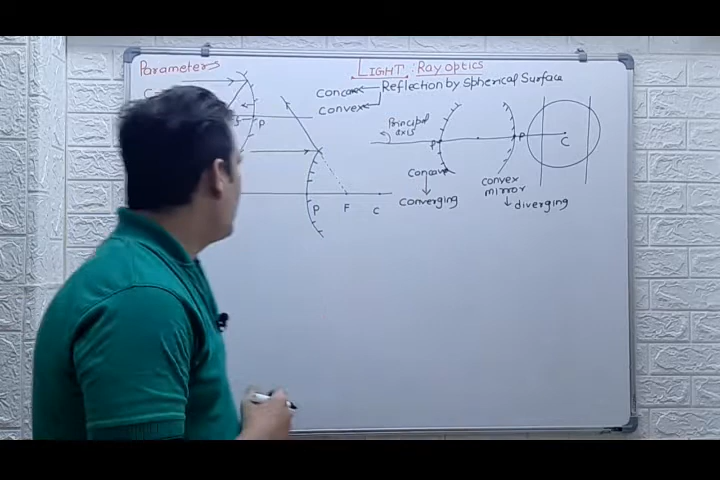 Parameters
LIGHT : Ray optics
Concave Reflection by Spherical Surface
convex
C
P
Principal
axis
P
P
C
Concave
converging
convex
mirror
diverging
P F C